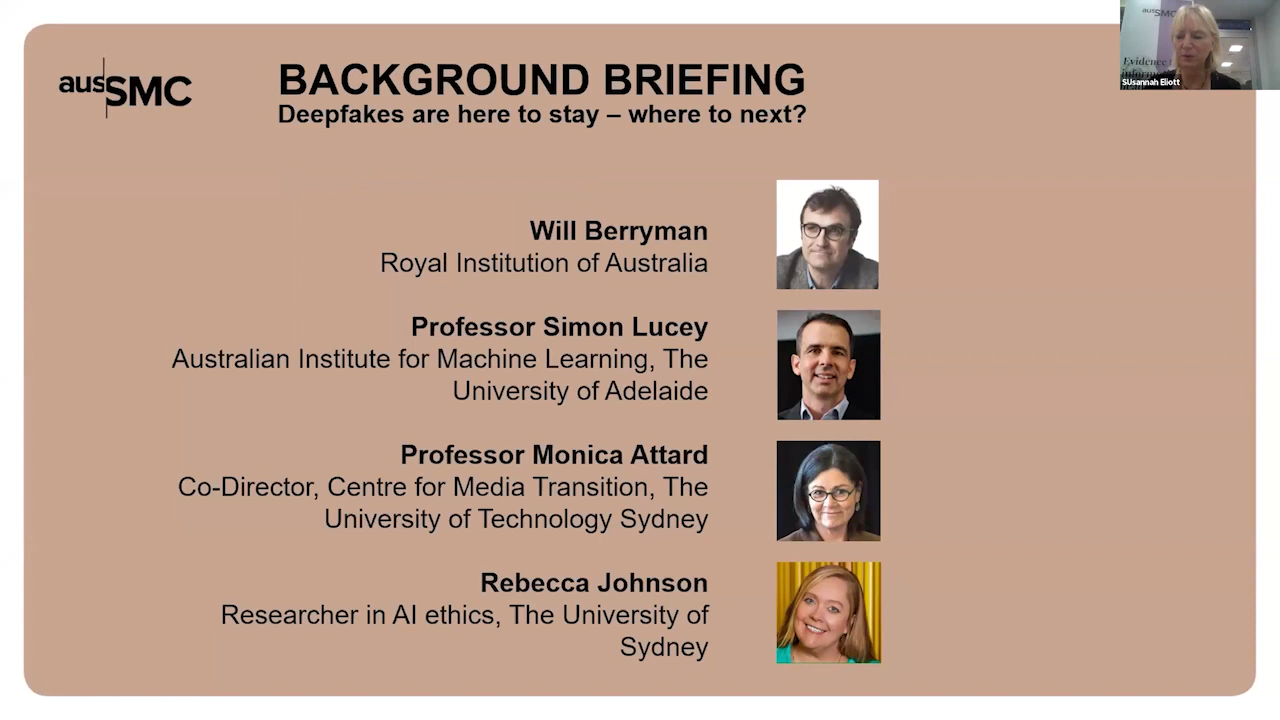 ausSMC
BACKGROUND BRIEFING
Deepfakes are here to stay – where to next?
Will Berryman
Royal Institution of Australia
Professor Simon Lucey
Australian Institute for Machine Learning, The
University of Adelaide
Professor Monica Attard
Co-Director, Centre for Media Transition, The
University of Technology Sydney
Rebecca Johnson
Researcher in AI ethics, The University of
Sydney
ausSMC
Evidence
SUsannah Eliott